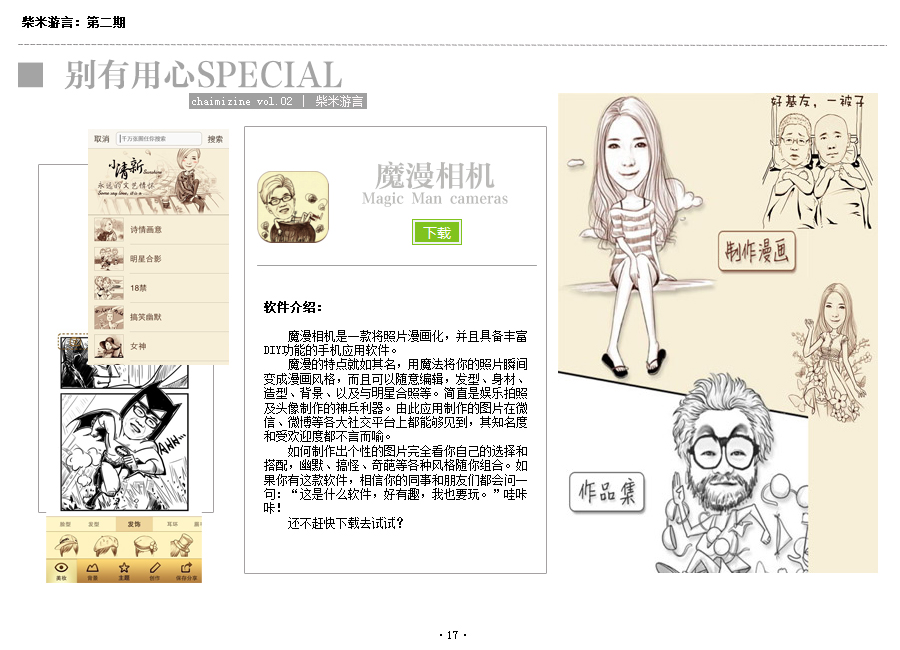 柴米游言：第二期
别有用心SPECIAL
chaimizine vol.02 | 柴米游言
取消
千万张图任你搜索
搜索
小清新
Sunshine
永远的文艺情怀
诗情画意
明星合影
18禁
搞笑幽默
女神
AHH...
脸型
发型
发饰
耳环
美妆
背景
主题
创作
保存分享
魔漫相机
Magic Man cameras
下载
软件介绍：
魔漫相机是一款将照片漫画化，并且具备丰富
DIY功能的手机应用软件。
魔漫的特点就如其名，用魔法将你的照片瞬间
变成漫画风格，而且可以随意编辑，发型、身材、
造型、背景、以及与明星合照等。简直是娱乐拍照
及头像制作的神兵利器。由此应用制作的图片在微
信、微博等各大社交平台上都能够见到，其知名度
和受欢迎度都不言而喻。
如何制作出个性的图片完全看你自己的选择和
搭配，幽默、搞怪、奇葩等各种风格随你组合。如
果你有这款软件，相信你的同事和朋友们都会问一
句：“这是什么软件，好有趣，我也要玩。”哇咔
咔！
还不赶快下载去试试？
好基友，一被子
制作漫画
作品集
·17·